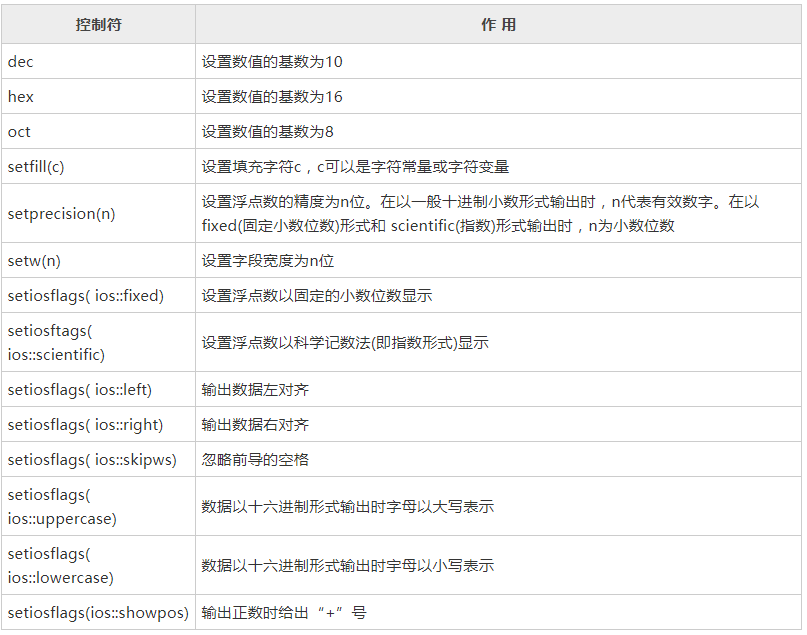 控制符
作 用
dec
设置数值的基数为10
hex
设置数值的基数为16
oct
设置数值的基数为8
setfill(c)
设置填充字符c，c可以是字符常量或字符变量
setprecision(n)
设置浮点数的精度为n位。在以一般十进制小数形式输出时，n代表有效数字。在以
fixed(固定小数位数)形式和 scientific(指数)形式输出时，n为小数位数
setw(n)
设置字段宽度为n位
setiosflags( ios::fixed)
设置浮点数以固定的小数位数显示
setiosftags(
ios::scientific)
设置浮点数以科学记数法(即指数形式)显示
setiosflags( ios::left)
输出数据左对齐
setiosflags( ios::right)
输出数据右对齐
setiosflags( ios::skipws)
忽略前导的空格
setiosflags(
ios::uppercase)
数据以十六进制形式输出时字母以大写表示
setiosflags(
ios::lowercase)
数据以十六进制形式输出时宇母以小写表示
setiosflags(ios::showpos)
输出正数时给出“+”号